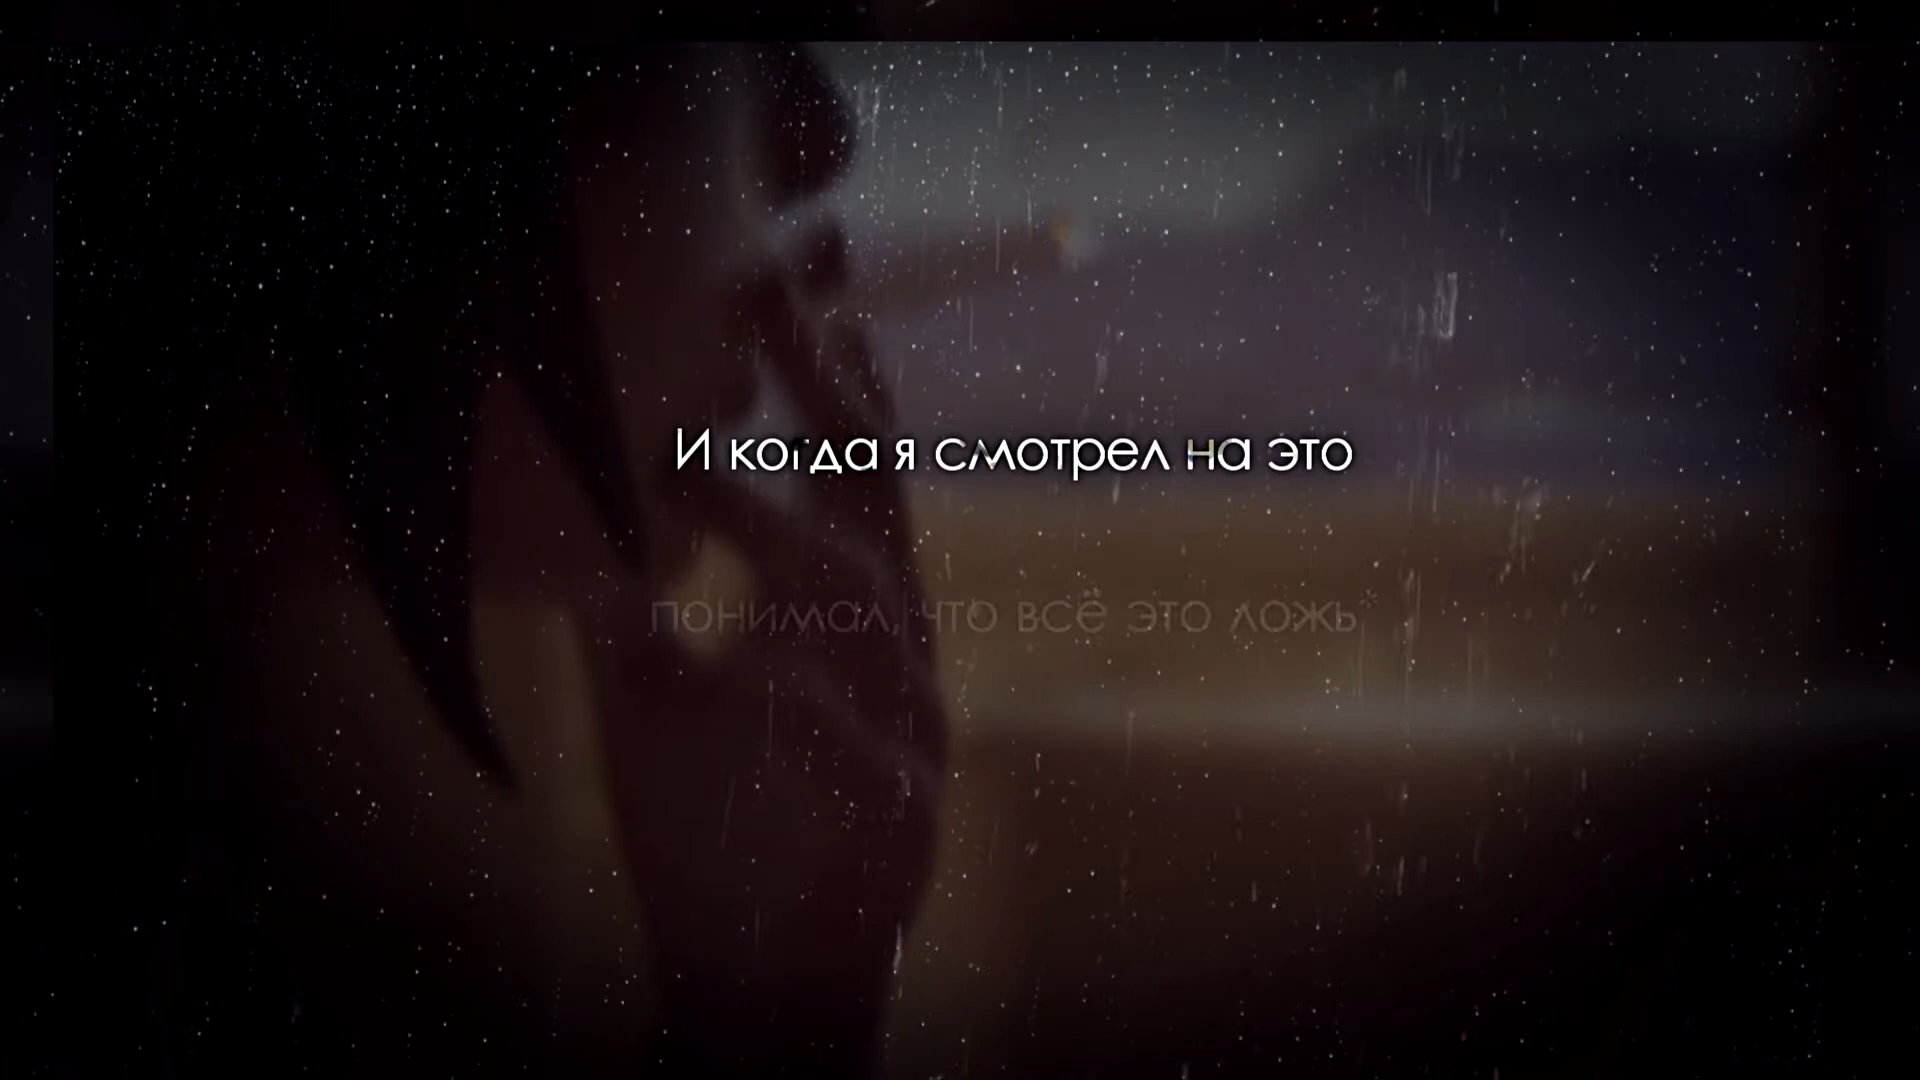 И когда я смотрел на это
понимал, что всё это ложь*